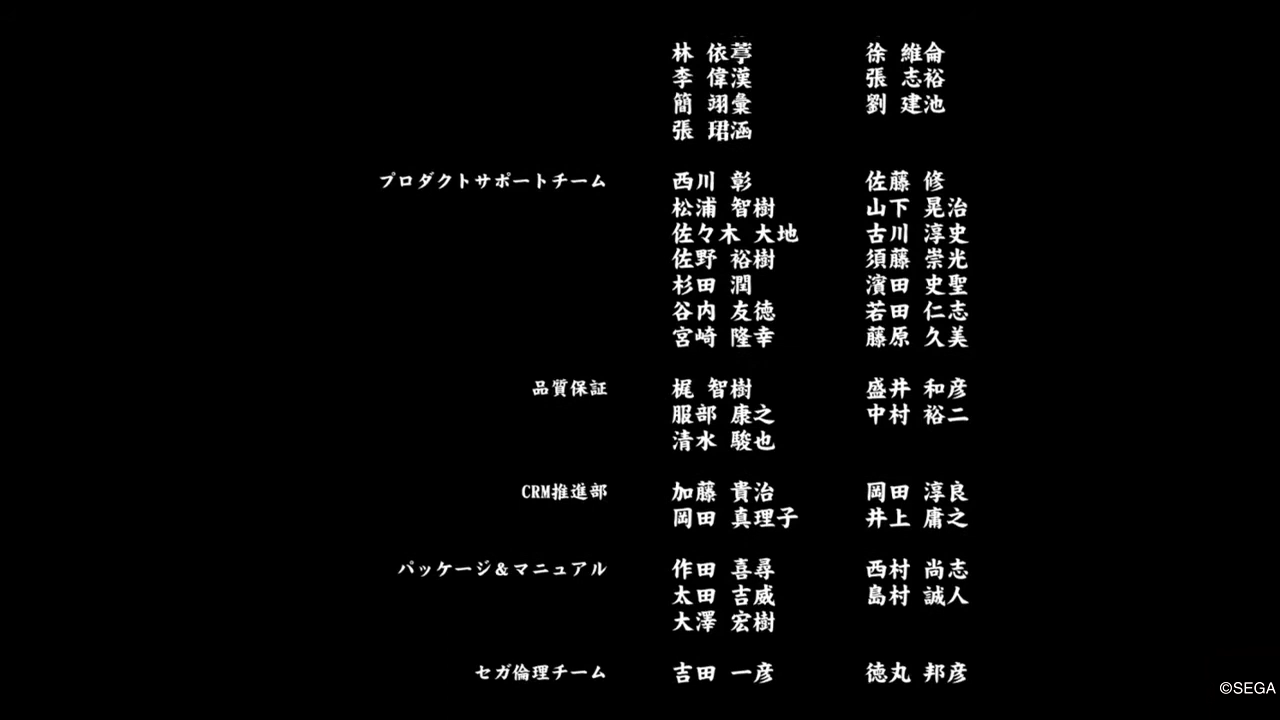 林 依葶 徐 維侖
李 偉漢 張 志裕
簡 翊彙 劉 建池
張 珺涵
プロダクトサポートチーム 西川 彰 佐藤 修
松浦 智樹 山下 晃治
佐々木 大地 古川 淳史
佐野 裕樹 須藤 崇光
杉田 潤 濱田 史聖
谷内 友徳 若田 仁志
宮崎 隆幸 藤原 久美
品質保証 梶 智樹 盛井 和彦
服部 康之 中村 裕二
清水 駿也
CRM推進部 加藤 貴治 岡田 淳良
岡田 真理子 井上 庸之
パッケージ＆マニュアル 作田 喜尋 西村 尚志
太田 吉威 島村 誠人
大澤 宏樹
セガ倫理チーム 吉田 一彦 徳丸 邦彦
©SEGA